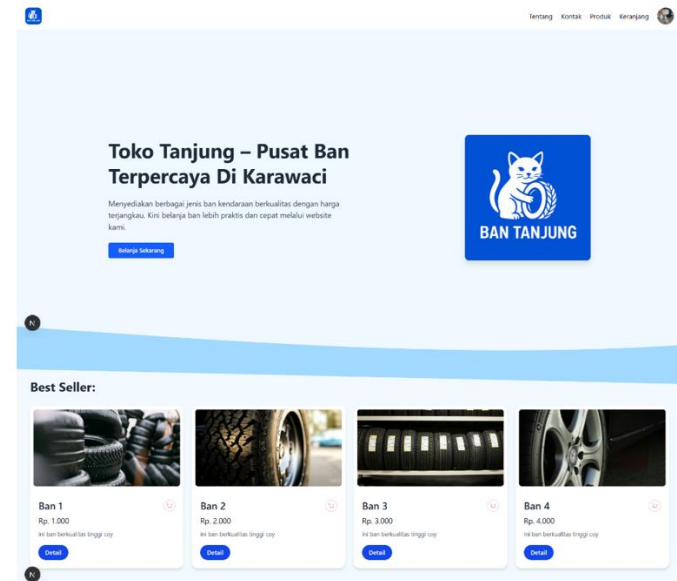 Tentang Kontak Produk Keranjang
Toko Tanjung – Pusat Ban
Terpercaya Di Karawaci
Menyediakan berbagai jenis ban kendaraan berkualitas dengan harga
terjangkau. Kini belanja ban lebih praktis dan cepat melalui website
kami.
Belanja Sekarang
BAN TANJUNG
N
Best Seller:
Ban 1
Rp. 1.000
Ini ban berkualitas tinggi coy
Detail
Ban 2
Rp. 2.000
Ini ban berkualitas tinggi coy
Detail
Ban 3
Rp. 3.000
Ini ban berkualitas tinggi coy
Detail
Ban 4
Rp. 4.000
Ini ban berkualitas tinggi coy
Detail
N